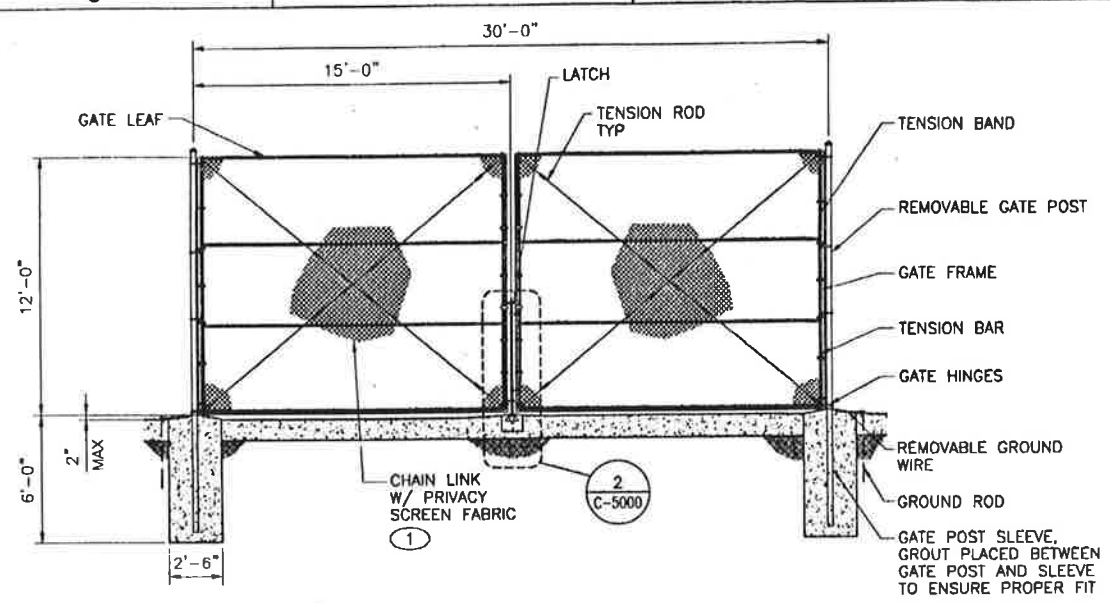 30'-0"
15'-0"
LATCH
TENSION ROD
TYP
GATE LEAF
TENSION BAND
REMOVABLE GATE POST
12'-0"
GATE FRAME
TENSION BAR
GATE HINGES
2"
MAX
6'-0"
REMOVABLE GROUND
WIRE
CHAIN LINK
W/ PRIVACY
SCREEN FABRIC
1
2
C-5000
GROUND ROD
GATE POST SLEEVE,
GROUT PLACED BETWEEN
GATE POST AND SLEEVE
TO ENSURE PROPER FIT
2'-6"